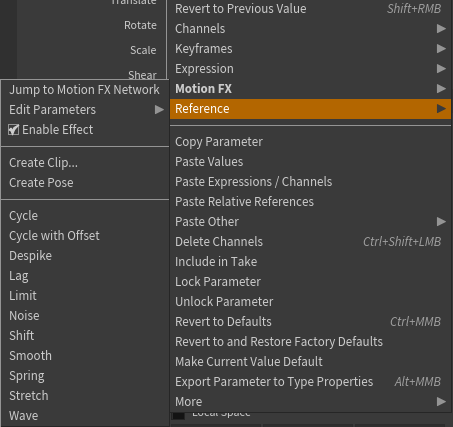 Translate
Rotate
Scale
Shear
Jump to Motion FX Network
Edit Parameters
Enable Effect
Create Clip...
Create Pose
Cycle
Cycle with Offset
Despike
Lag
Limit
Noise
Shift
Smooth
Spring
Stretch
Wave
Revert to Previous Value Shift+RMB
Channels
Keyframes
Expression
Motion FX
Reference
Copy Parameter
Paste Values
Paste Expressions / Channels
Paste Relative References
Paste Other
Delete Channels Ctrl+Shift+LMB
Include in Take
Lock Parameter
Unlock Parameter
Revert to Defaults Ctrl+MMB
Revert to and Restore Factory Defaults
Make Current Value Default
Export Parameter to Type Properties Alt+MMB
More
Local Space